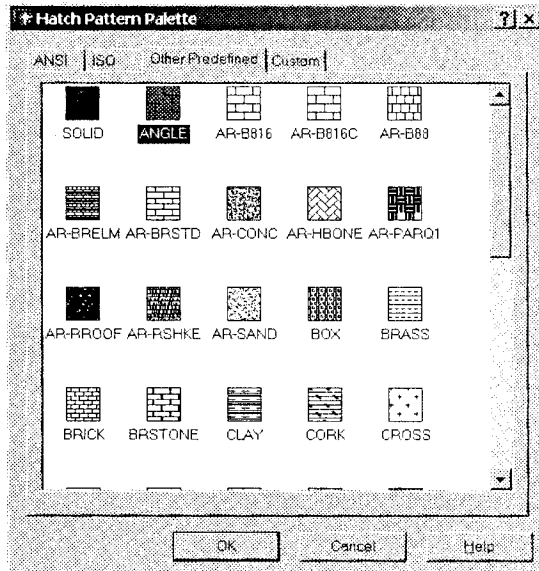 Hatch Pattern Palette
ANSI ISO Other Predefined Custom
SOLID ANGLE AR-B816 AR-B816C AR-B88
AR-BRELM AR-BRSTD AR-CONC AR-HBONE AR-PARQ1
AR-RROOF AR-RSHKE AR-SAND BOX BRASS
BRICK BRSTONE CLAY CORK CROSS
OK Cancel Help